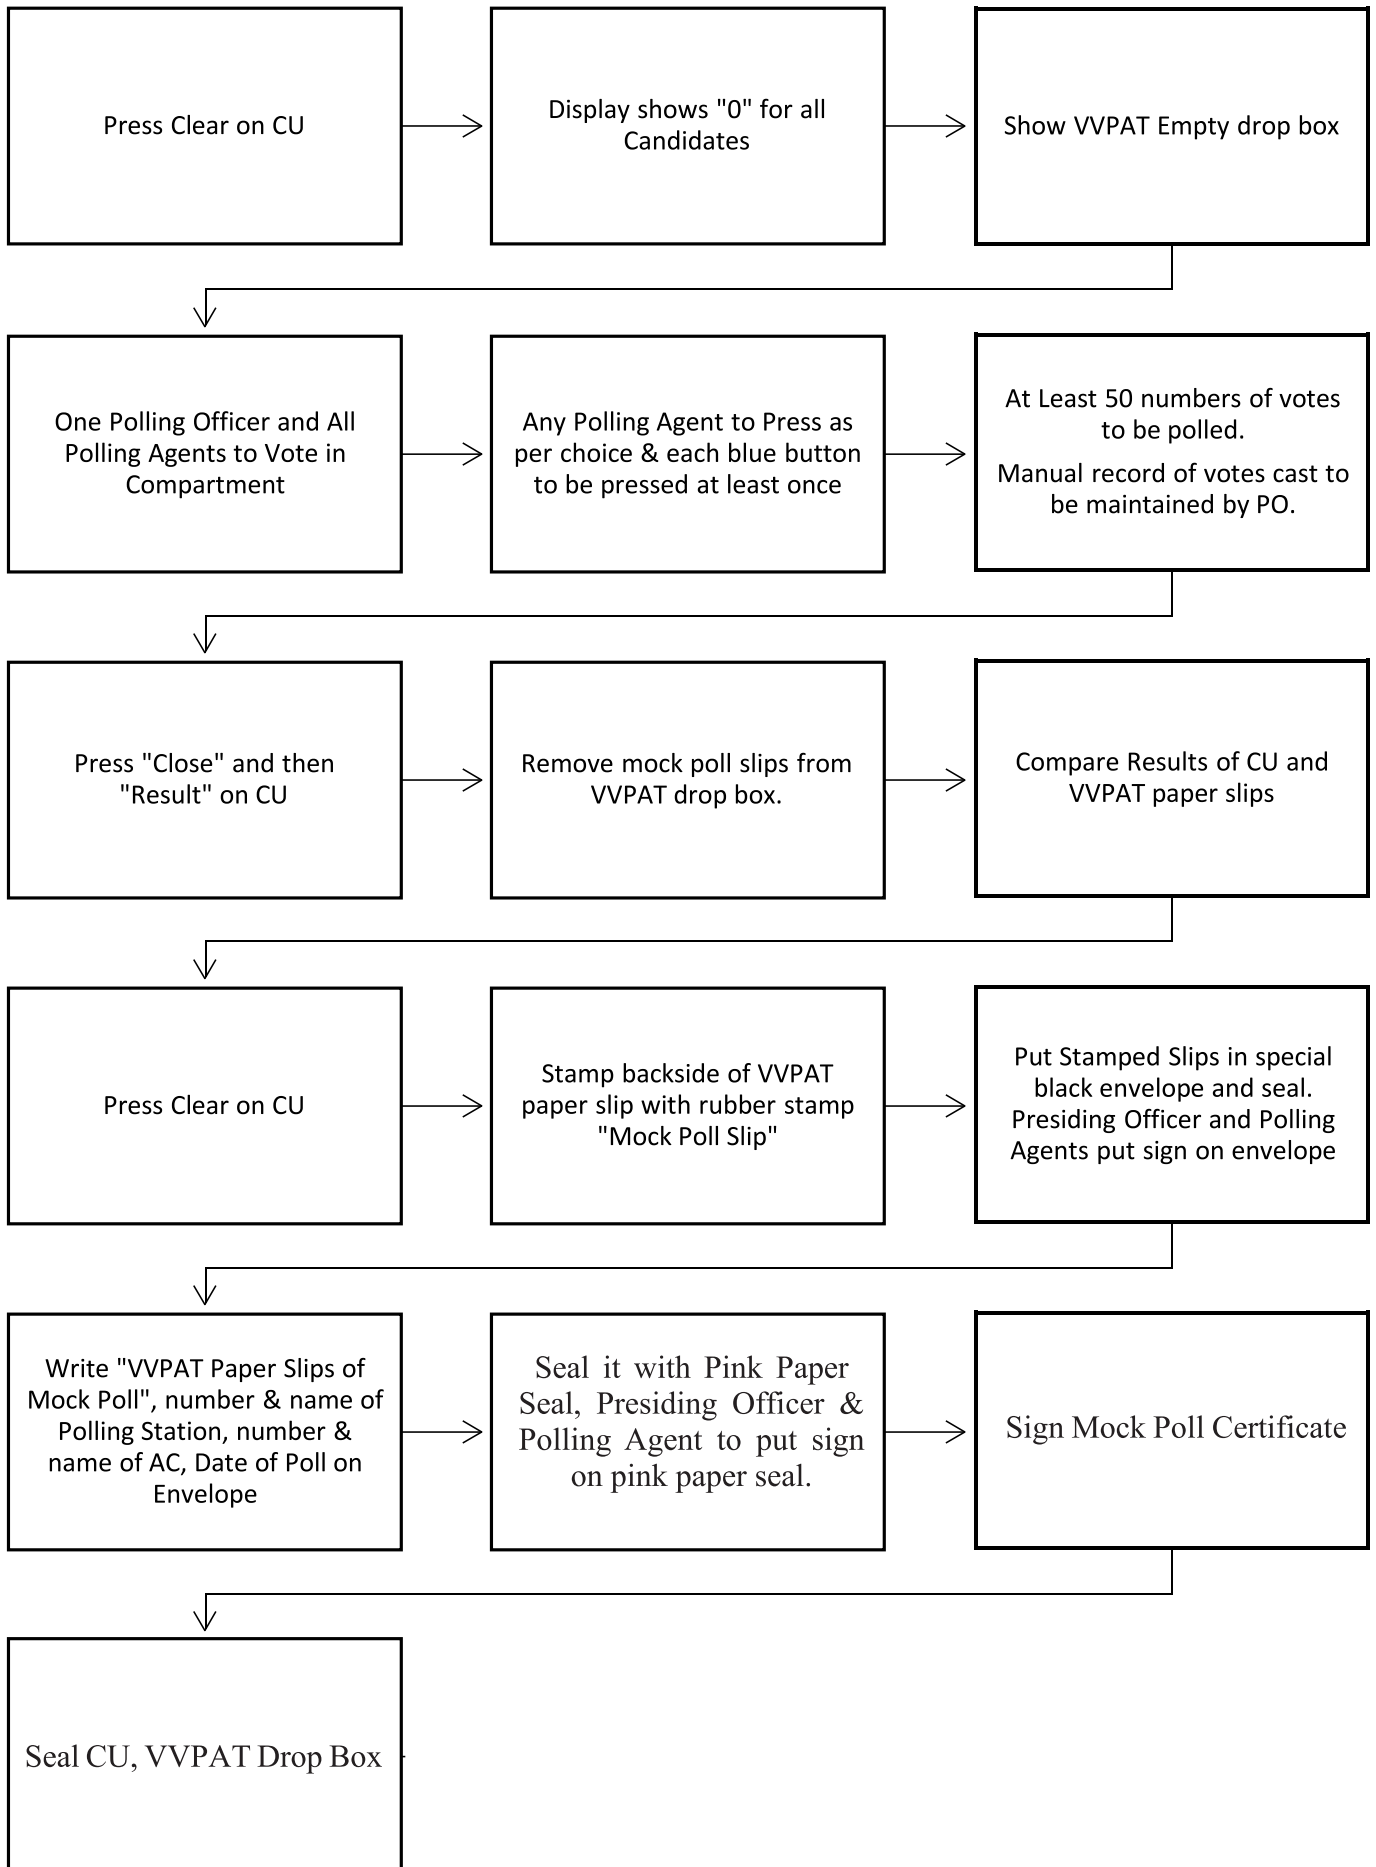 Press Clear on CU
Display shows "0" for all
Candidates
Show VVPAT Empty drop box
One Polling Officer and All
Polling Agents to Vote in
Compartment
Any Polling Agent to Press as
per choice & each blue button
to be pressed at least once
At Least 50 numbers of votes
to be polled.
Manual record of votes cast to
be maintained by PO.
Press "Close" and then
"Result" on CU
Remove mock poll slips from
VVPAT drop box.
Compare Results of CU and
VVPAT paper slips
Press Clear on CU
Stamp backside of VVPAT
paper slip with rubber stamp
"Mock Poll Slip"
Put Stamped Slips in special
black envelope and seal.
Presiding Officer and Polling
Agents put sign on envelope
Write "VVPAT Paper Slips of
Mock Poll", number & name of
Polling Station, number &
name of AC, Date of Poll on
Envelope
Seal it with Pink Paper
Seal, Presiding Officer &
Polling Agent to put sign
on pink paper seal.
Sign Mock Poll Certificate
Seal CU, VVPAT Drop Box